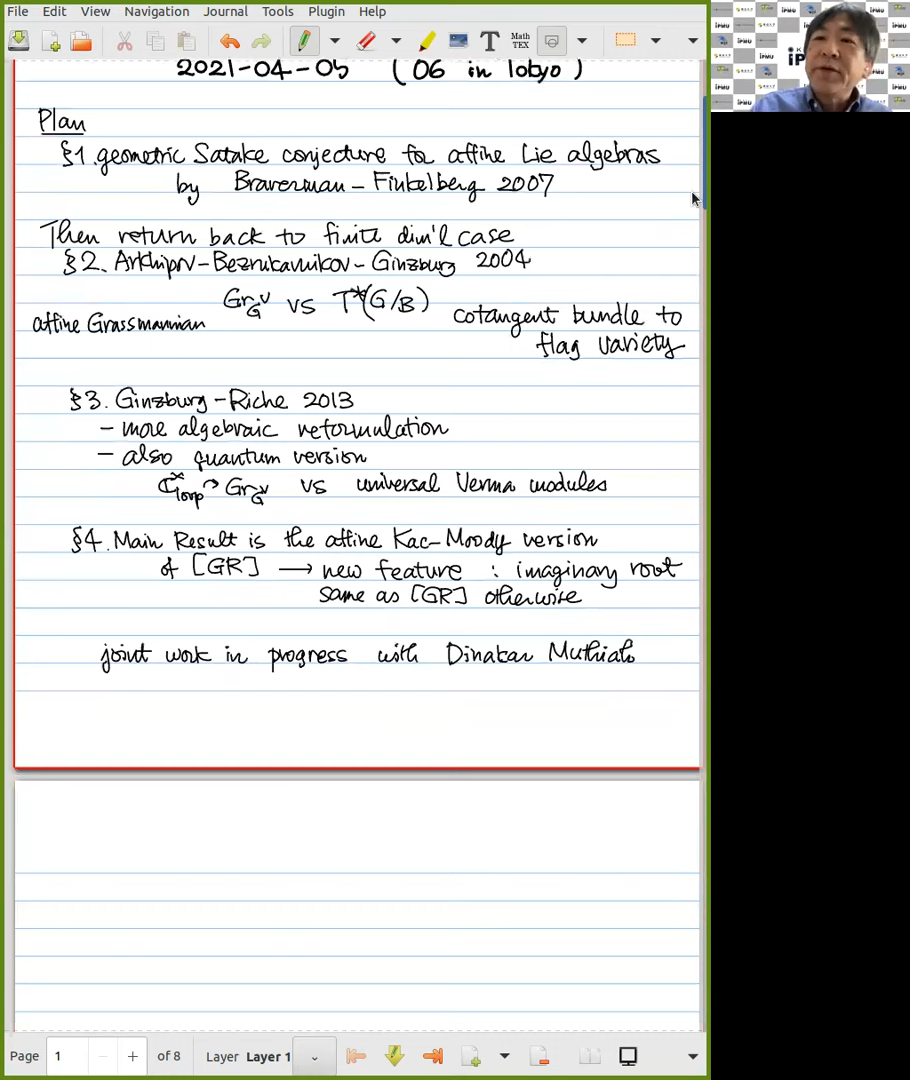 File Edit View Navigation Journal Tools Plugin Help
Math
TEX
2021-04-05 (06 in Tokyo)
Plan
§1. geometric Satake conjecture for affine Lie algebras
by Braverman - Finkelberg 2007
Then return back to finite dim'l case
§2. Arkhipov-Bezrukavnikov-Ginzburg 2004
Gr_G^∨ vs T*(G/B)
affine Grassmannian
cotangent bundle to
flag variety
§3. Ginzburg-Riche 2013
- more algebraic reformulation
- also quantum version
ℂ^×_loop ↷ Gr_G^∨ vs universal Verma modules
§4. Main Result is the affine Kac-Moody version
of [GR] → new feature : imaginary root
same as [GR] otherwise
joint work in progress with Dinakar Muthiah
Page 1 of 8 Layer Layer 1